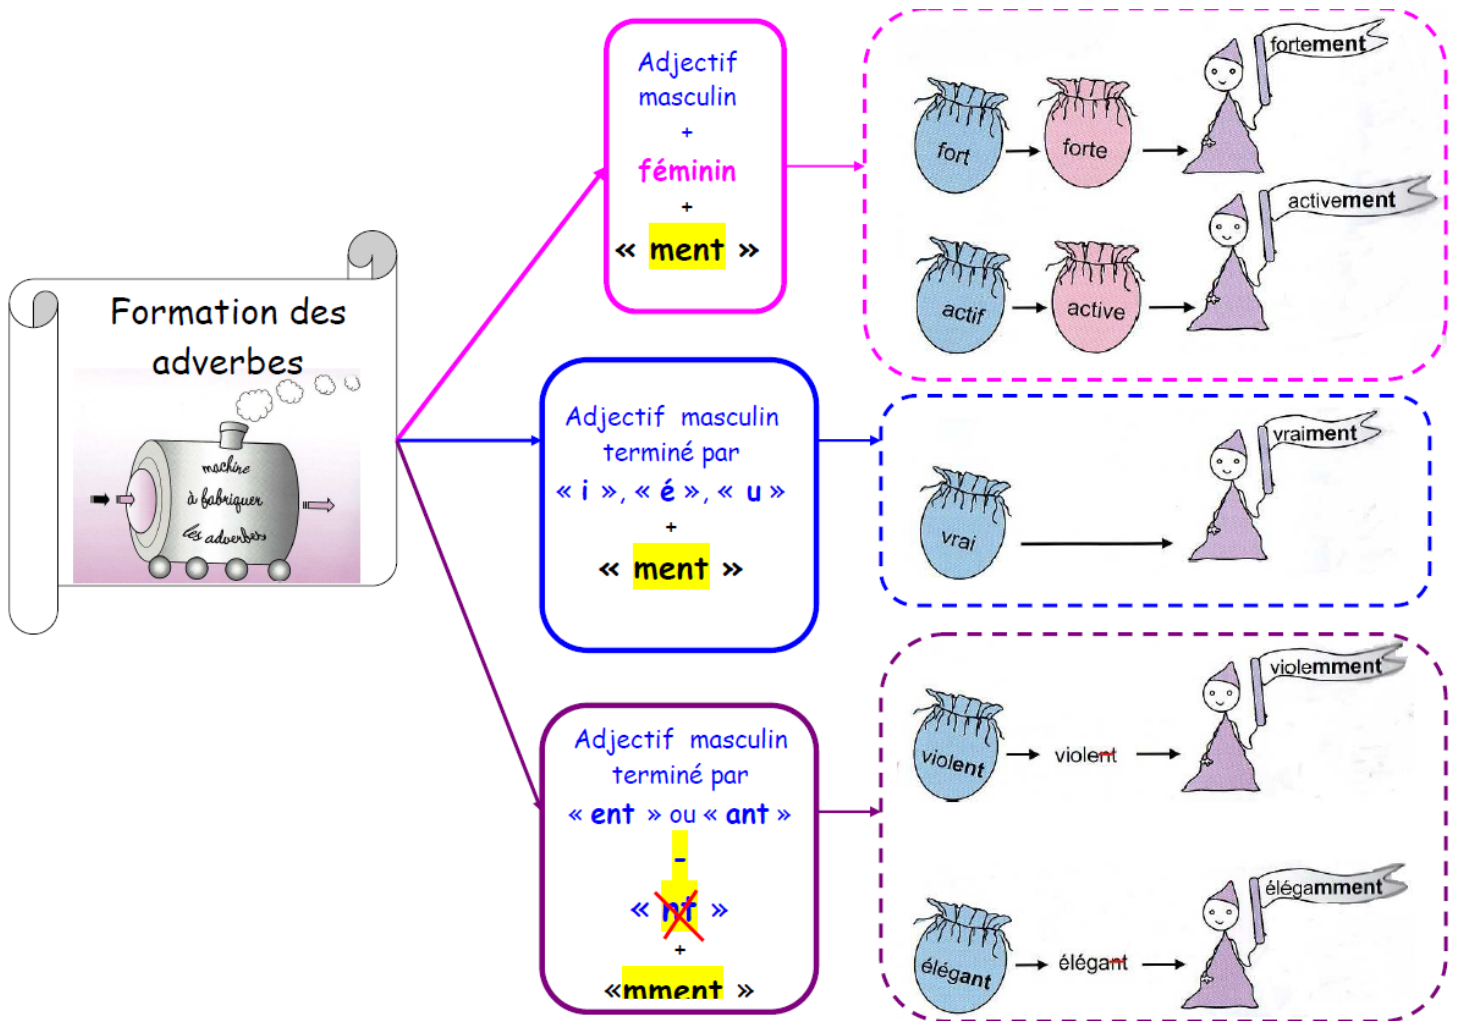 Formation des
adverbes
machine
à fabriquer
les adverbes
Adjectif
masculin
+
féminin
+
« ment »
fort
forte
fortement
actif
active
activement
Adjectif masculin
terminé par
« i », « é », « u »
+
« ment »
vrai
vraiment
Adjectif masculin
terminé par
« ent » ou « ant »
-
« nt »
+
«mment »
violent
violent
violemment
élégant
élégant
élégamment